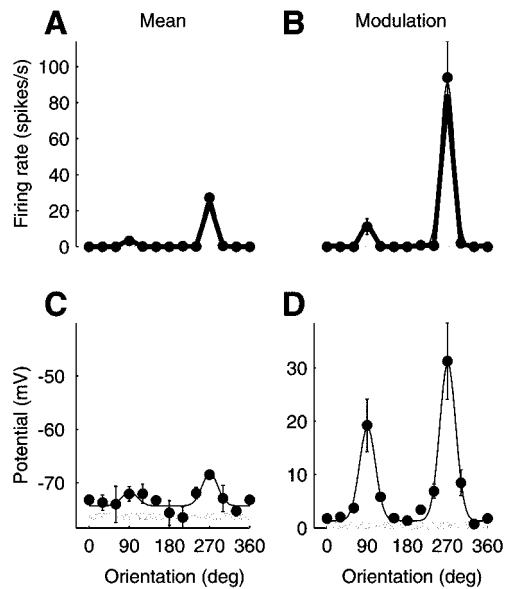 A Mean
B Modulation
Firing rate (spikes/s)
100
80
60
40
20
0
C
D
Potential (mV)
-50
-60
-70
30
20
10
0
0 90 180 270 360
0 90 180 270 360
Orientation (deg)
Orientation (deg)